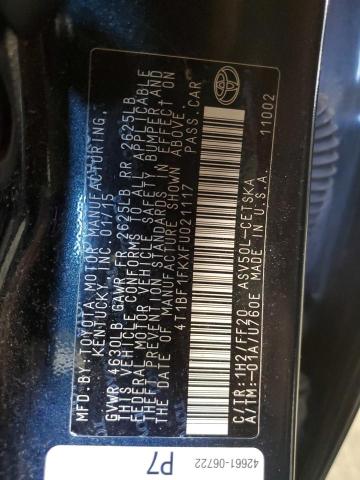 MFD.BY:TOYOTA MOTOR MANUFACTURING,
KENTUCKY, INC. 01/15
GVWR 4630LB GAWR FR 2625LB RR 2625LB
THIS VEHICLE CONFORMS TO ALL APPLICABLE
FEDERAL MOTOR VEHICLE SAFETY, BUMPER AND
THEFT PREVENTION STANDARDS IN EFFECT ON
THE DATE OF MANUFACTURE SHOWN ABOVE.
4T1BF1FKXFU021117 PASS.CAR
C/TR:1H2/FF20 ASV50L-CETSKA
A/TM:-01A/U760E MADE IN U.S.A. 11002
42661-06722
P7